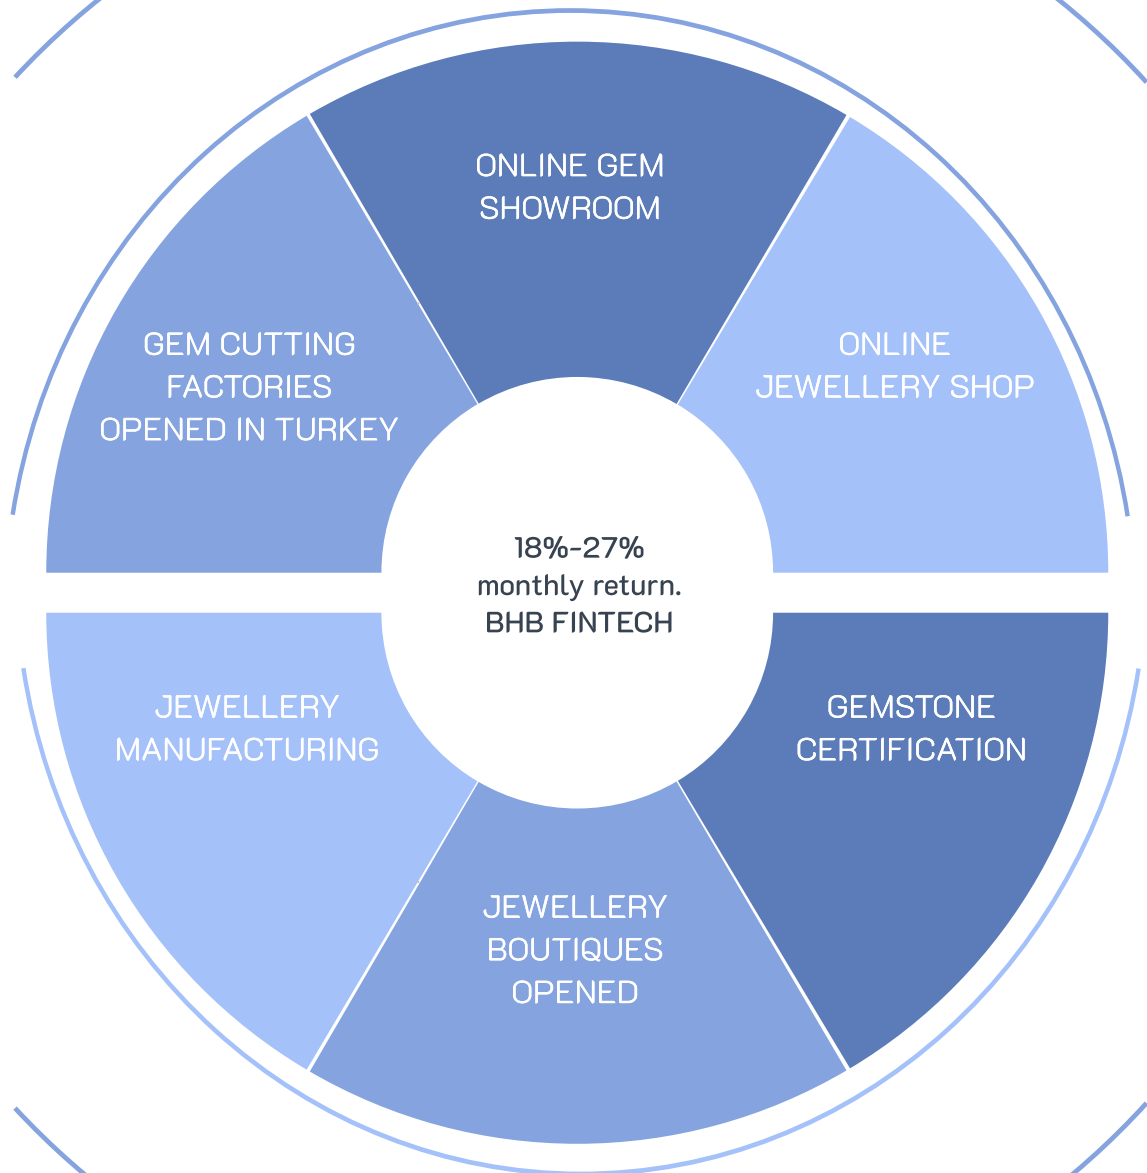 ONLINE GEM
SHOWROOM
GEM CUTTING
FACTORIES
OPENED IN TURKEY
ONLINE
JEWELLERY SHOP
18%-27%
monthly return.
BHB FINTECH
JEWELLERY
MANUFACTURING
GEMSTONE
CERTIFICATION
JEWELLERY
BOUTIQUES
OPENED